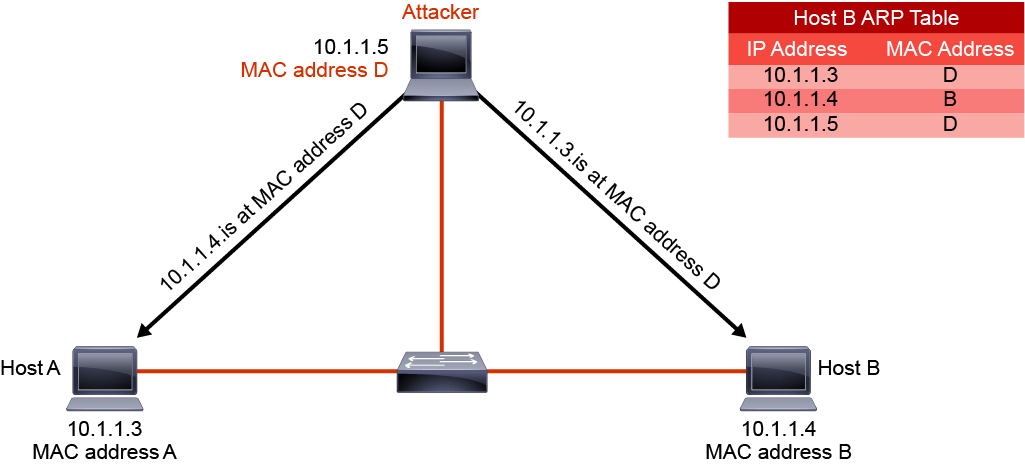 Attacker
10.1.1.5
MAC address D
Host B ARP Table
IP Address MAC Address
10.1.1.3 D
10.1.1.4 B
10.1.1.5 D
10.1.1.4.is at MAC address D
10.1.1.3.is at MAC address D
Host A
Host B
10.1.1.3
MAC address A
10.1.1.4
MAC address B